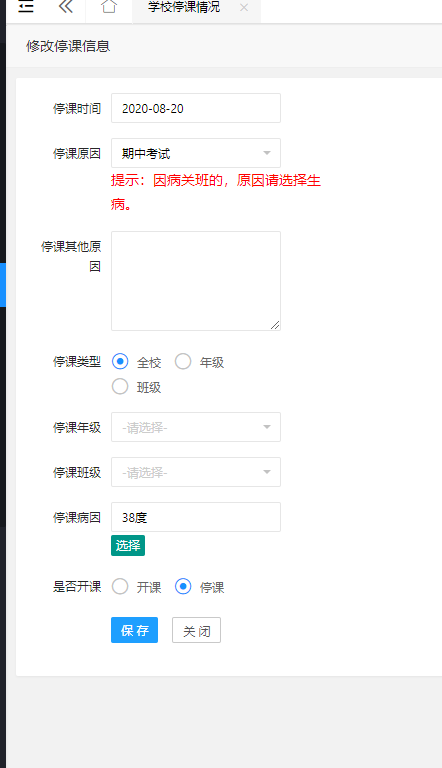 学校停课情况
修改停课信息
停课时间 2020-08-20
停课原因 期中考试
提示：因病关班的，原因请选择生
病。
停课其他原
因
停课类型 全校 年级
班级
停课年级 -请选择-
停课班级 -请选择-
停课病因 38度
选择
是否开课 开课 停课
保 存 关 闭